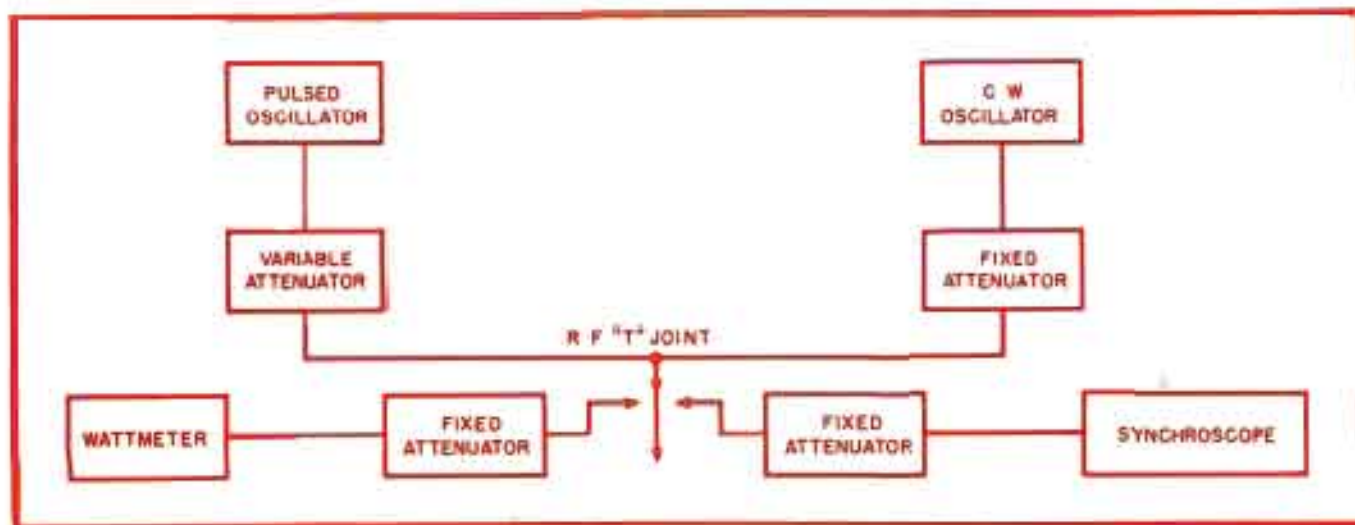 PULSED
OSCILLATOR
C W
OSCILLATOR
VARIABLE
ATTENUATOR
FIXED
ATTENUATOR
R F "T" JOINT
WATTMETER
FIXED
ATTENUATOR
FIXED
ATTENUATOR
SYNCHROSCOPE